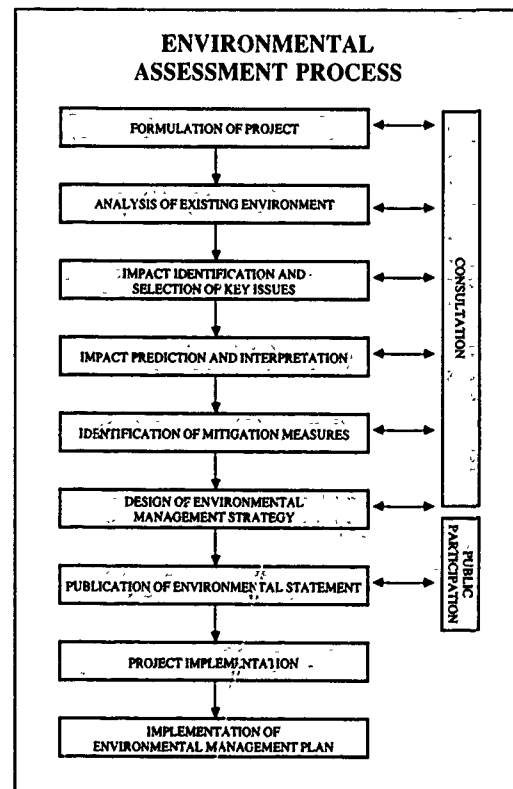 ENVIRONMENTAL
ASSESSMENT PROCESS
FORMULATION OF PROJECT
ANALYSIS OF EXISTING ENVIRONMENT
IMPACT IDENTIFICATION AND
SELECTION OF KEY ISSUES
IMPACT PREDICTION AND INTERPRETATION
IDENTIFICATION OF MITIGATION MEASURES
DESIGN OF ENVIRONMENTAL
MANAGEMENT STRATEGY
PUBLICATION OF ENVIRONMENTAL STATEMENT
PROJECT IMPLEMENTATION
IMPLEMENTATION OF
ENVIRONMENTAL MANAGEMENT PLAN
CONSULTATION
PUBLIC
PARTICIPATION